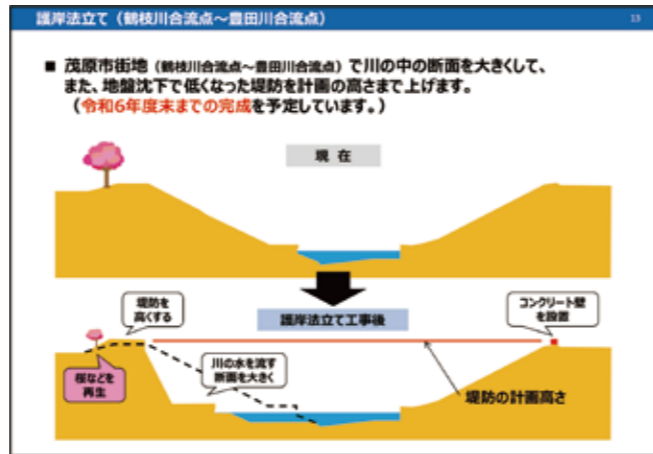 護岸法立て（鶴枝川合流点～豊田川合流点）
13
■ 茂原市街地（鶴枝川合流点～豊田川合流点）で川の中の断面を大きくして、
また、地盤沈下で低くなった堤防を計画の高さまで上げます。
（令和6年度末までの完成を予定しています。）
現 在
堤防を
高くする
護岸法立て工事後
コンクリート壁
を設置
桜などを
再生
川の水を流す
断面を大きく
堤防の計画高さ